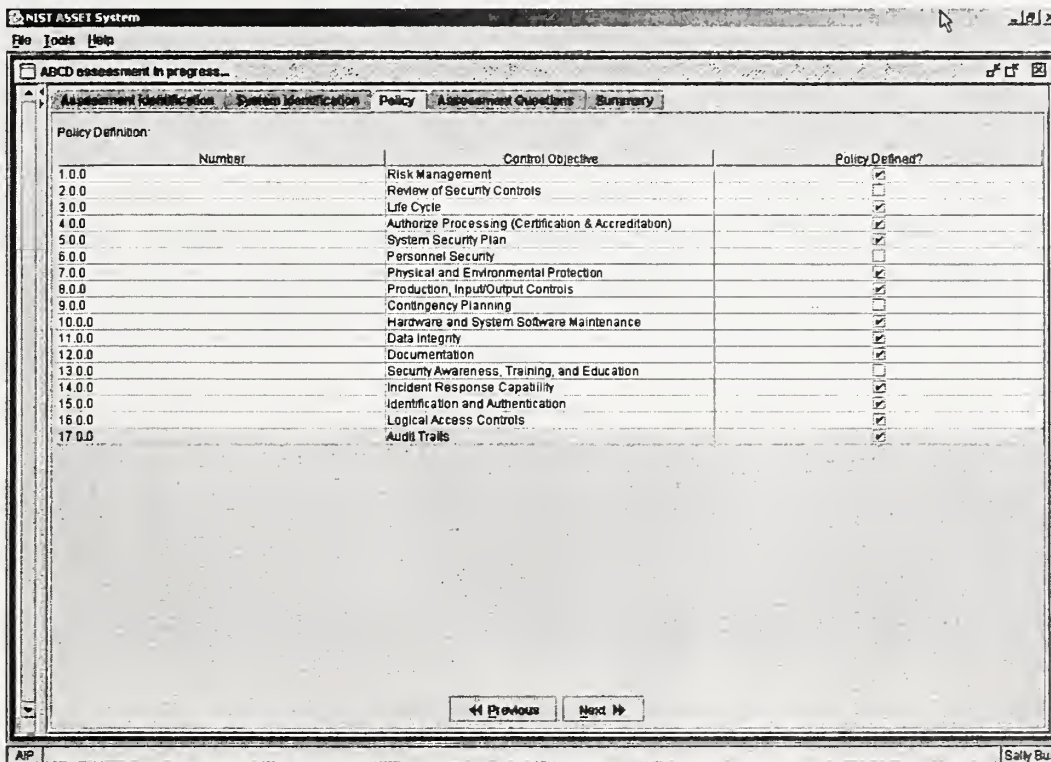 NIST ASSET System
File Tools Help
ABCD assessment in progress...
Assessment Identification System Identification Policy Assessment Questions Summary
Policy Definition:
Number Control Objective Policy Defined?
1.0.0 Risk Management
2.0.0 Review of Security Controls
3.0.0 Life Cycle
4.0.0 Authorize Processing (Certification & Accreditation)
5.0.0 System Security Plan
6.0.0 Personnel Security
7.0.0 Physical and Environmental Protection
8.0.0 Production, Input/Output Controls
9.0.0 Contingency Planning
10.0.0 Hardware and System Software Maintenance
11.0.0 Data Integrity
12.0.0 Documentation
13.0.0 Security Awareness, Training, and Education
14.0.0 Incident Response Capability
15.0.0 Identification and Authentication
16.0.0 Logical Access Controls
17.0.0 Audit Trails
Previous Next
AIP Sally Bu